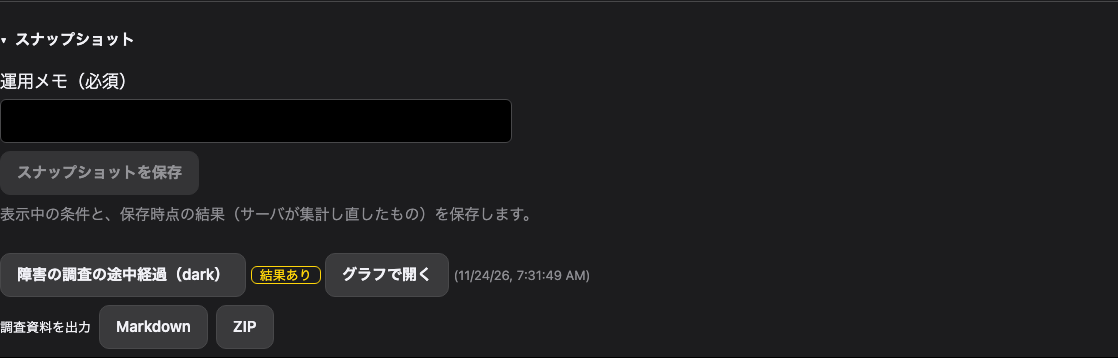 ▾ スナップショット
運用メモ（必須）
スナップショットを保存
表示中の条件と、保存時点の結果（サーバが集計し直したもの）を保存します。
障害の調査の途中経過（dark） 結果あり グラフで開く (11/24/26, 7:31:49 AM)
調査資料を出力 Markdown ZIP